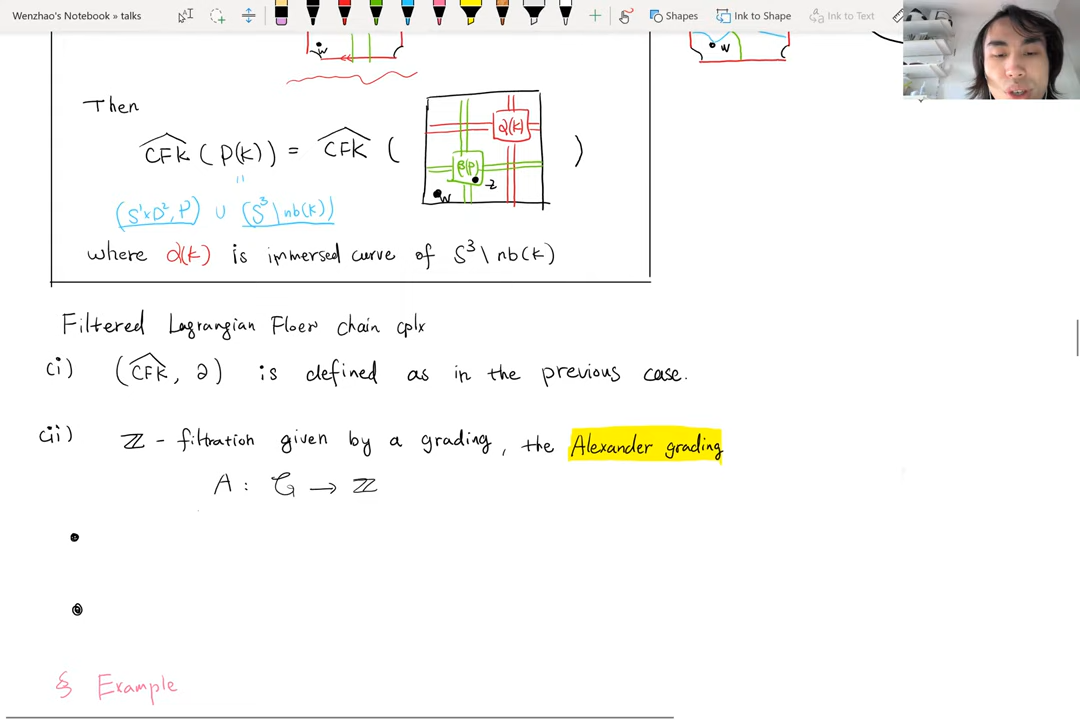 Wenzhao's Notebook » talks
Shapes
Ink to Shape
Ink to Text
w
w
Then
CFK^ ( P(K) ) = CFK^ ( )
α(K)
β(P)
z
w
"
(S¹×D², P) ∪ (S³\nb(K))
where α(K) is immersed curve of S³\nb(K)
Filtered Lagrangian Floer chain cplx
(i) (CFK^, ∂) is defined as in the previous case.
(ii) ℤ - filtration given by a grading, the Alexander grading
A : G → ℤ
§ Example